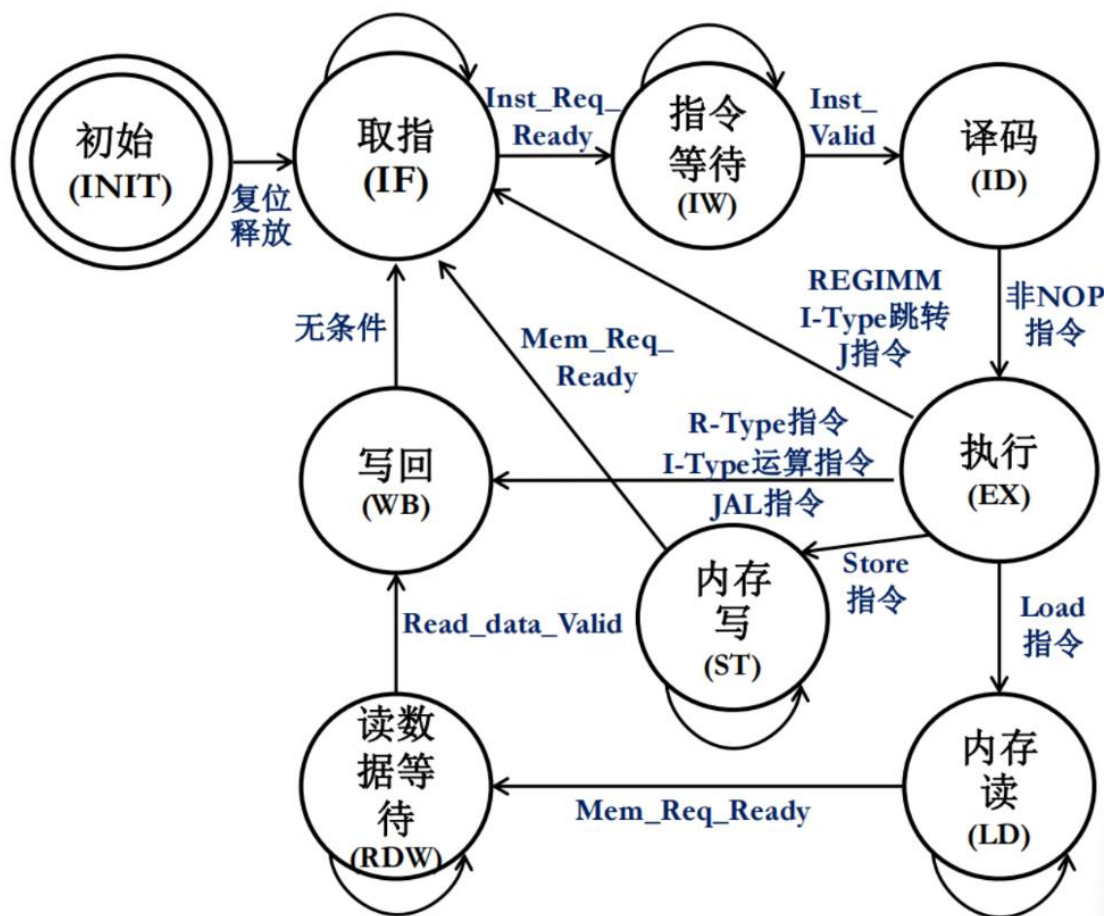 初始
(INIT)
复位
释放
取指
(IF)
Inst_Req_
Ready
指令
等待
(IW)
Inst_
Valid
译码
(ID)
非NOP
指令
REGIMM
I-Type跳转
J指令
Mem_Req_
Ready
无条件
写回
(WB)
R-Type指令
I-Type运算指令
JAL指令
执行
(EX)
内存
写
(ST)
Store
指令
Load
指令
Read_data_Valid
读数
据等
待
(RDW)
Mem_Req_Ready
内存
读
(LD)